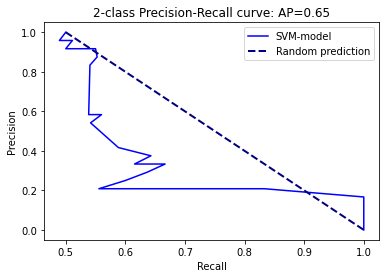 2-class Precision-Recall curve: AP=0.65
SVM-model
Random prediction
Precision
1.0
0.8
0.6
0.4
0.2
0.0
0.5
0.6
0.7
0.8
0.9
1.0
Recall